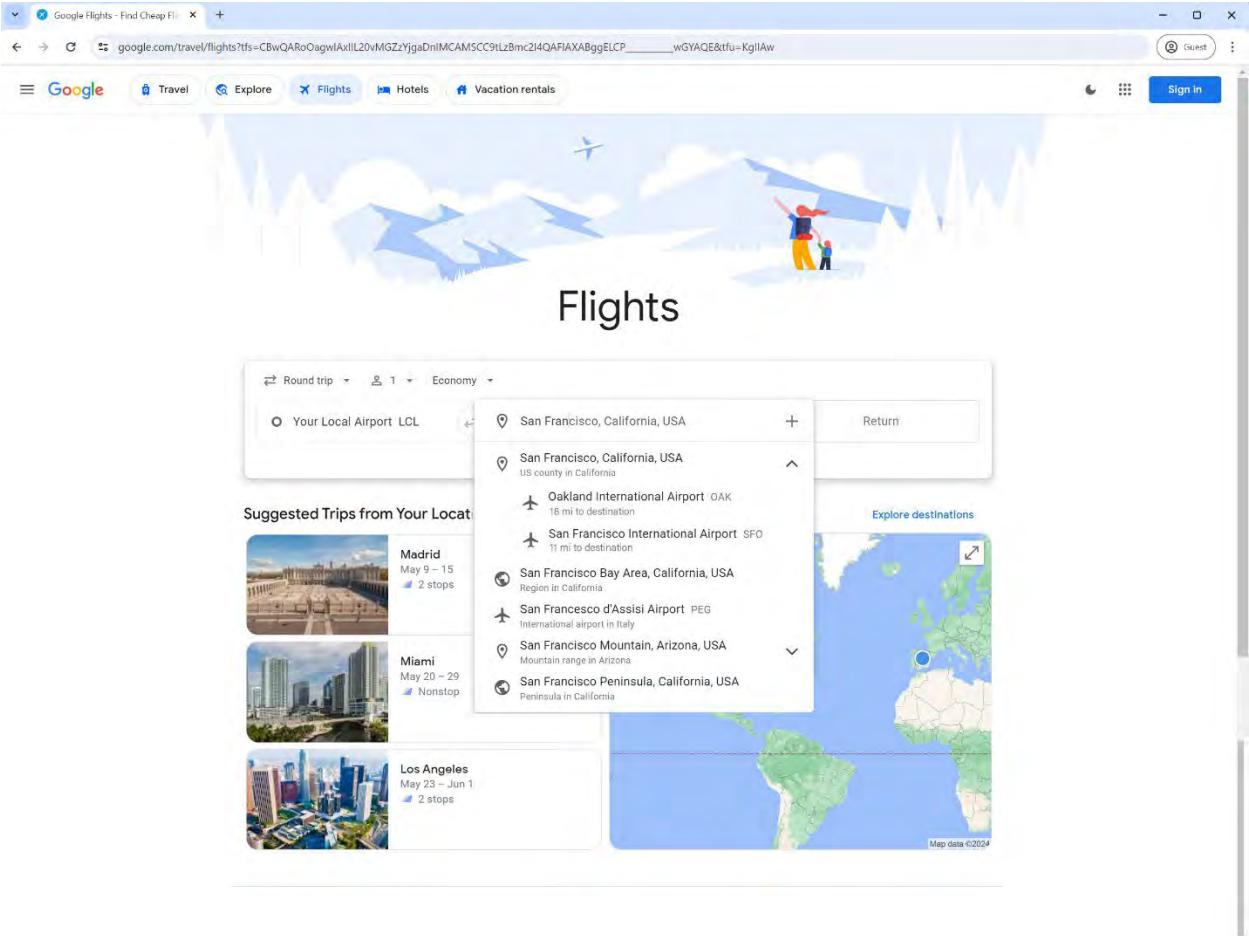 Google Flights - Find Cheap Fli
google.com/travel/flights?tfs=CBwQARoOagwIAxIIL20vMGZzYjgaDnIMCAMSCC9tLzBmc2I4QAFIAXABggELCP_________wGYAQE&tfu=KgIIAw
Guest
Google Travel Explore Flights Hotels Vacation rentals Sign in
Flights
Round trip 1 Economy
Your Local Airport LCL San Francisco, California, USA Return
San Francisco, California, USA
US county in California
Oakland International Airport OAK
16 mi to destination
San Francisco International Airport SFO
11 mi to destination
San Francisco Bay Area, California, USA
Region in California
San Francesco d'Assisi Airport PEG
International airport in Italy
San Francisco Mountain, Arizona, USA
Mountain range in Arizona
San Francisco Peninsula, California, USA
Peninsula in California
Suggested Trips from Your Locati
Explore destinations
Madrid
May 9 – 15
2 stops
Miami
May 20 – 29
Nonstop
Los Angeles
May 23 – Jun 1
2 stops
Map data ©2024